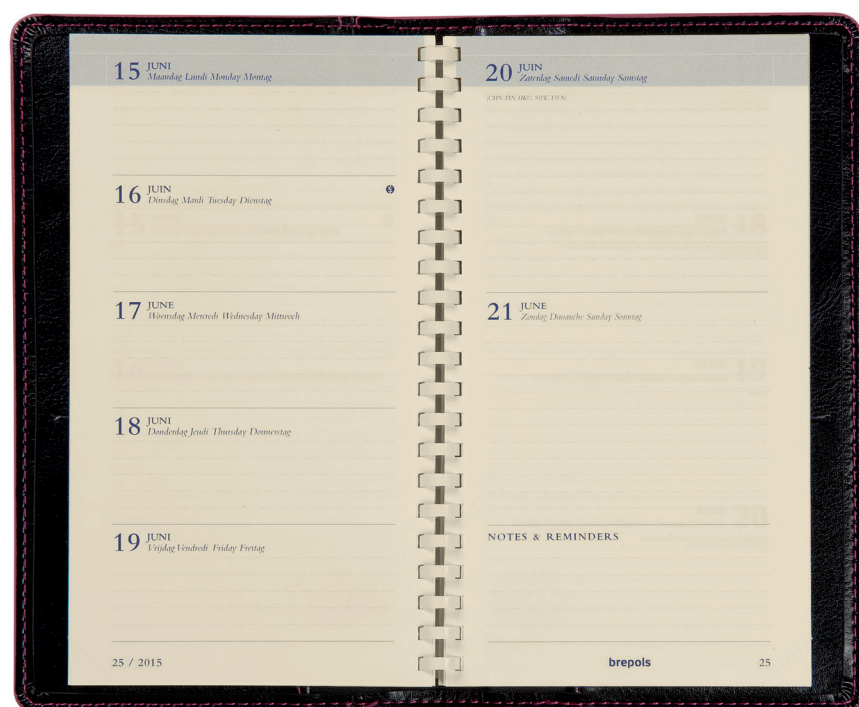 15 JUNI
Maandag Lundi Monday Montag
16 JUIN
Dinsdag Mardi Tuesday Dienstag
17 JUNE
Woensdag Mercredi Wednesday Mittwoch
18 JUNI
Donderdag Jeudi Thursday Donnerstag
19 JUNI
Vrijdag Vendredi Friday Freitag
25 / 2015
20 JUIN
Zaterdag Samedi Saturday Samstag
21 JUNE
Zondag Dimanche Sunday Sonntag
NOTES & REMINDERS
brepols 25